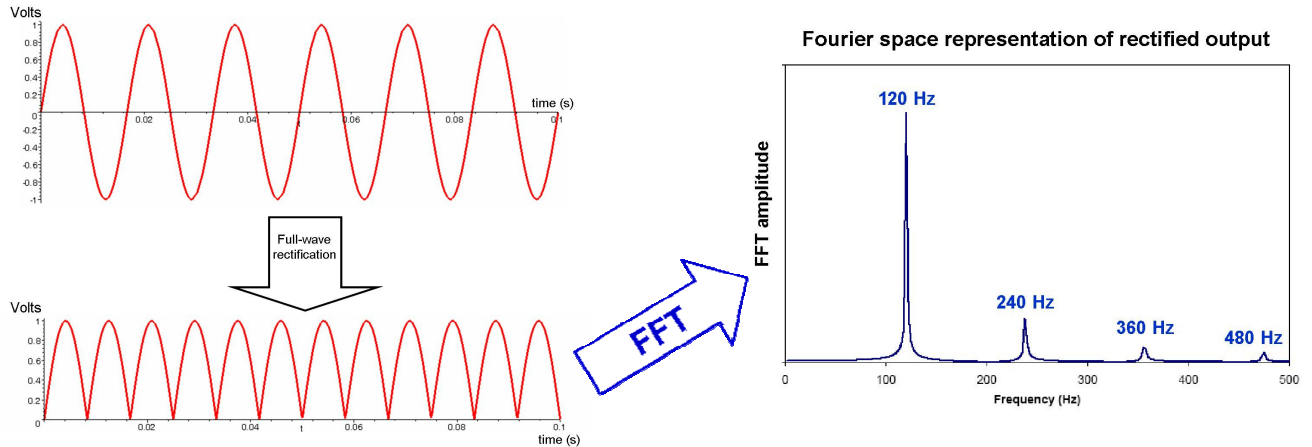 Volts
1
0.8
0.6
0.4
0.2
0
-0.2
-0.4
-0.6
-0.8
-1
time (s)
0.02
0.04
t
0.06
0.08
0.1
Full-wave
rectification
Volts
1
0.8
0.6
0.4
0.2
0
0.02
0.04
t
0.06
0.08
0.1
time (s)
FFT
Fourier space representation of rectified output
FFT amplitude
120 Hz
240 Hz
360 Hz
480 Hz
0
100
200
300
400
500
Frequency (Hz)